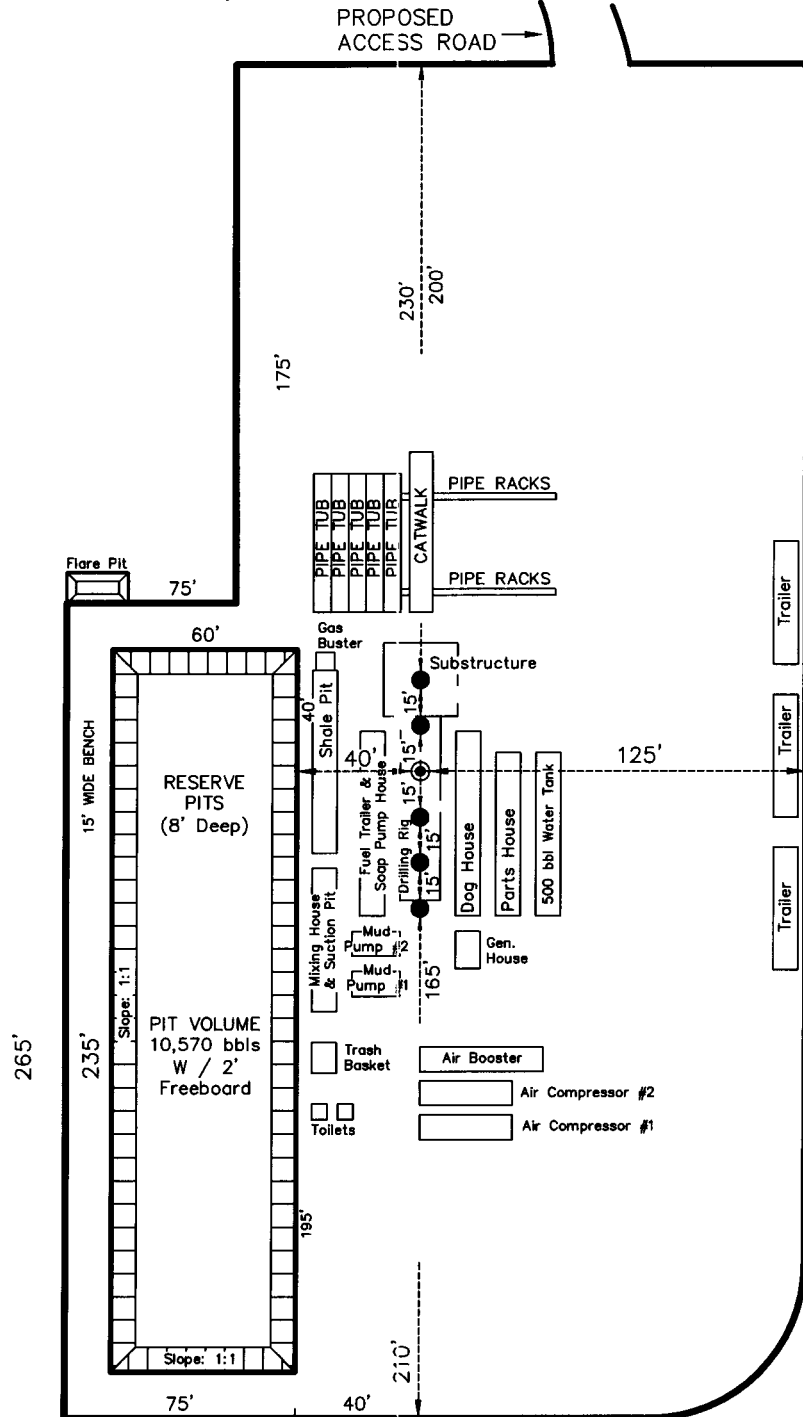 PROPOSED
ACCESS ROAD
230'
200'
175'
PIPE TUB
PIPE TUB
PIPE TUB
PIPE TUB
PIPE TUB
CATWALK
PIPE RACKS
PIPE RACKS
Flare Pit
75'
60'
Gas
Buster
Substructure
Trailer
Trailer
Trailer
15' WIDE BENCH
RESERVE
PITS
(8' Deep)
40'
Shale Pit
40'
15'
15'
15'
15'
15'
125'
Fuel Trailer &
Soap Pump House
Drilling Rig
Dog House
Parts House
500 bbl Water Tank
Mixing House
& Suction Pit
Mud
Pump #2
Mud
Pump #1
Gen.
House
165'
Slope: 1:1
265'
235'
PIT VOLUME
10,570 bbls
W / 2'
Freeboard
Trash
Basket
Air Booster
Air Compressor #2
Air Compressor #1
Toilets
195'
Slope: 1:1
210'
75'
40'